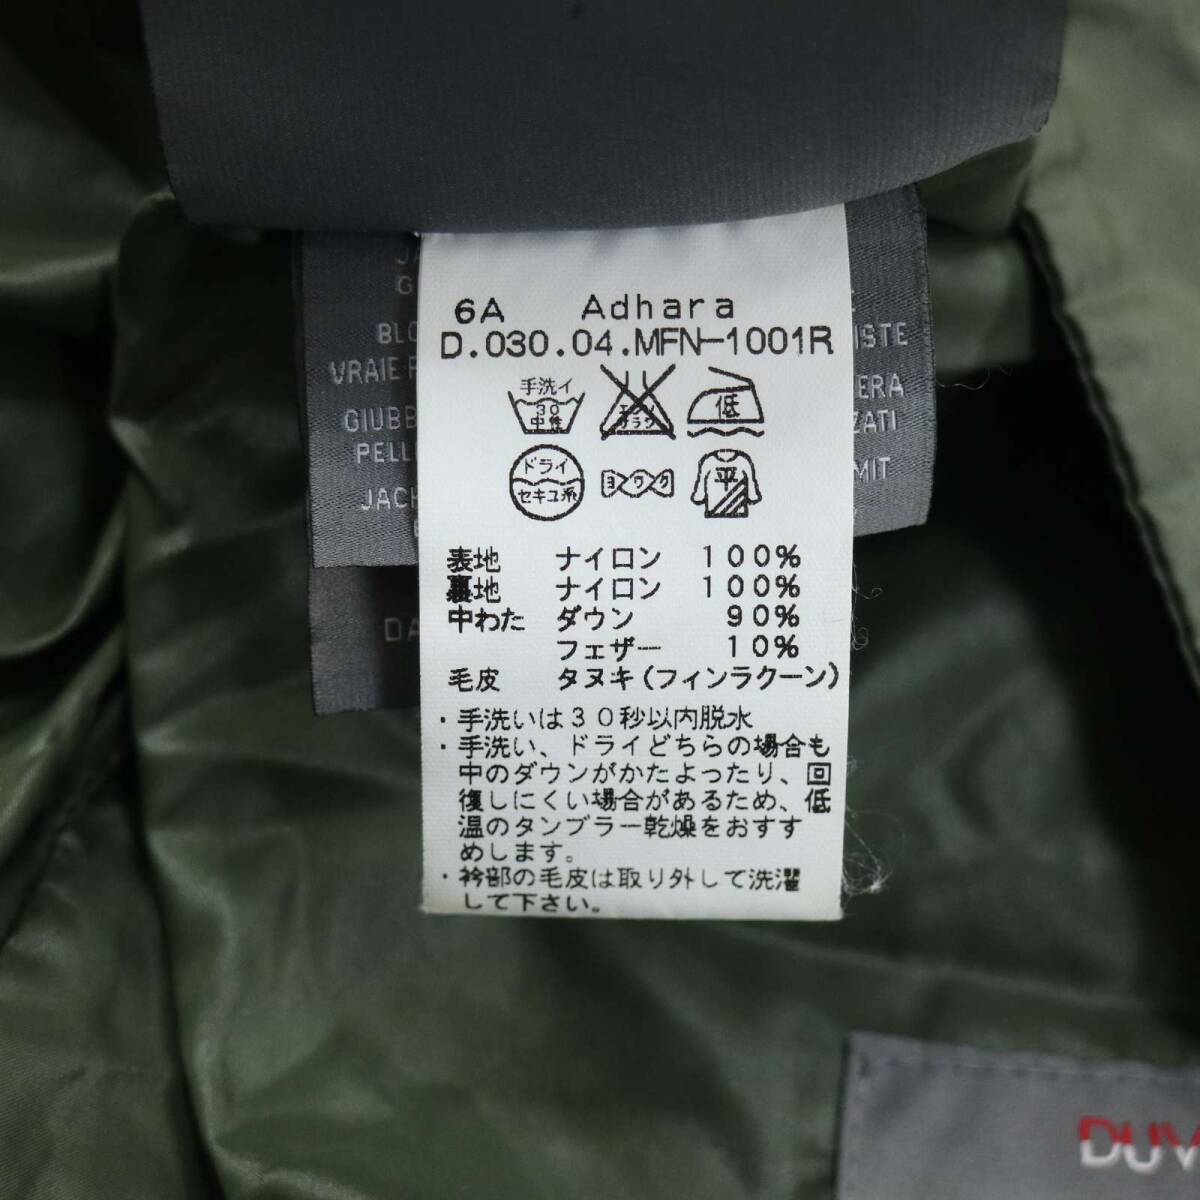 6A Adhara
D.030.04.MFN-1001R
手洗イ
30
中性
低
ドライ
セキユ系
ヨワク
平
表地 ナイロン 100%
裏地 ナイロン 100%
中わた ダウン 90%
フェザー 10%
毛皮 タヌキ(フィンラクーン)
・手洗いは30秒以内脱水
・手洗い、ドライどちらの場合も
中のダウンがかたよったり、回
復しにくい場合があるため、低
温のタンブラー乾燥をおすす
めします。
・衿部の毛皮は取り外して洗濯
して下さい。
JA
G
BLO
ISTE
VRAIE F
ERA
GIUBB
ZATI
PELL
MIT
JACK
DA
DUV